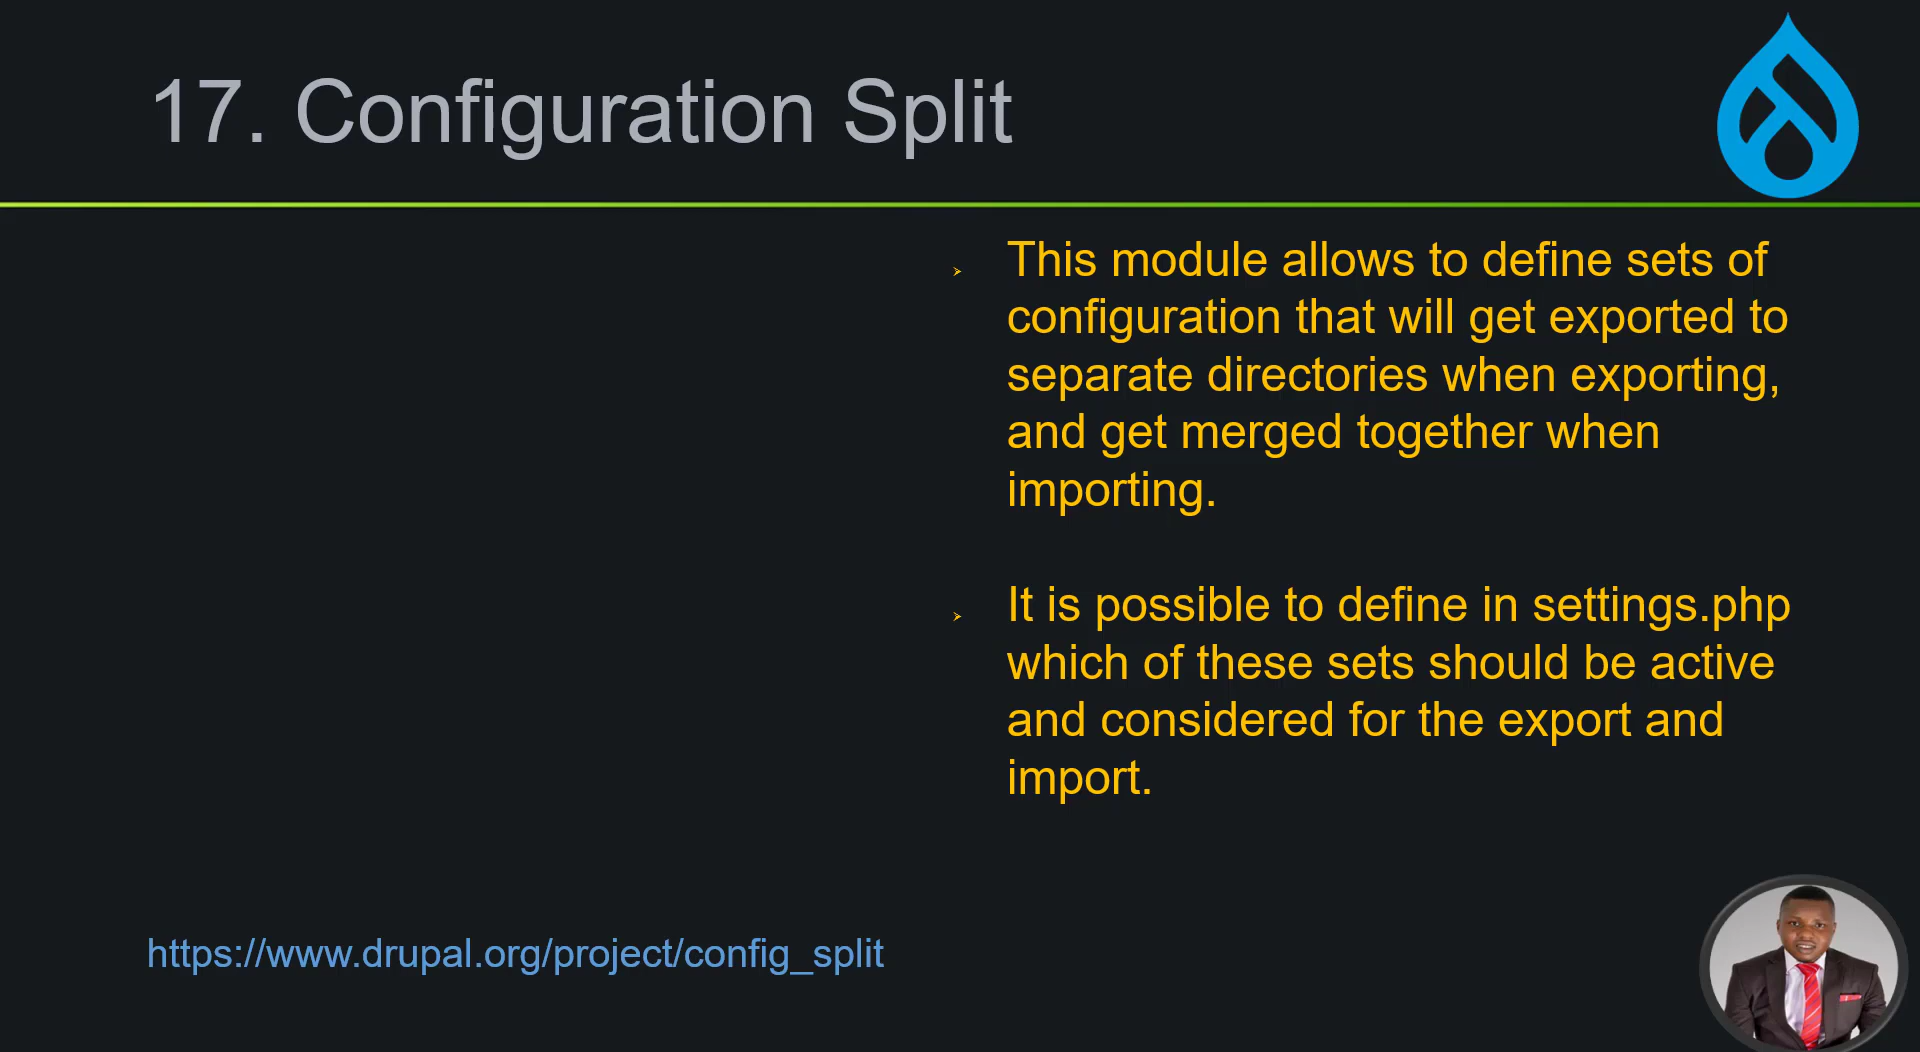 17. Configuration Split
This module allows to define sets of
configuration that will get exported to
separate directories when exporting,
and get merged together when
importing.
It is possible to define in settings.php
which of these sets should be active
and considered for the export and
import.
https://www.drupal.org/project/config_split